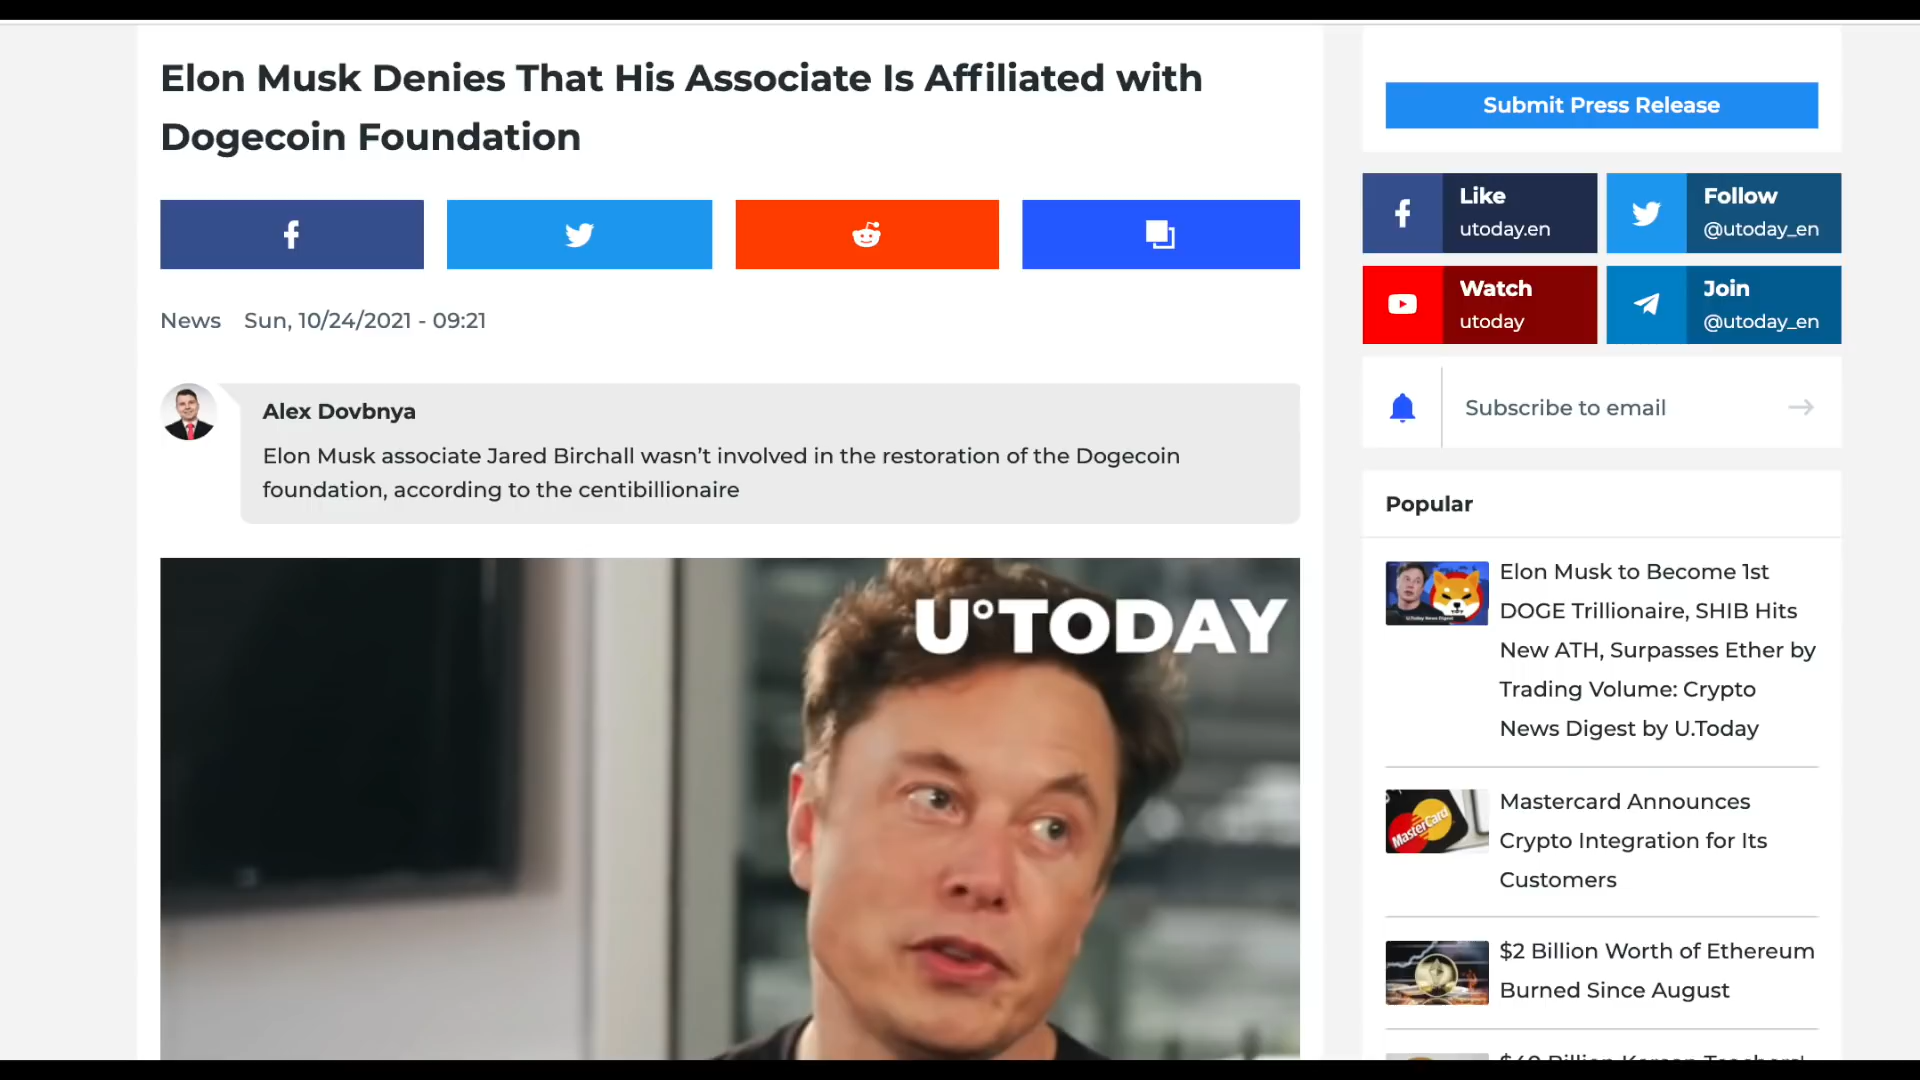 Elon Musk Denies That His Associate Is Affiliated with
Dogecoin Foundation
News Sun, 10/24/2021 - 09:21
Alex Dovbnya
Elon Musk associate Jared Birchall wasn't involved in the restoration of the Dogecoin
foundation, according to the centibillionaire
U°TODAY
Submit Press Release
Like
utoday.en
Follow
@utoday_en
Watch
utoday
Join
@utoday_en
Subscribe to email
Popular
Elon Musk to Become 1st
DOGE Trillionaire, SHIB Hits
New ATH, Surpasses Ether by
Trading Volume: Crypto
News Digest by U.Today
MasterCard
Mastercard Announces
Crypto Integration for Its
Customers
$2 Billion Worth of Ethereum
Burned Since August